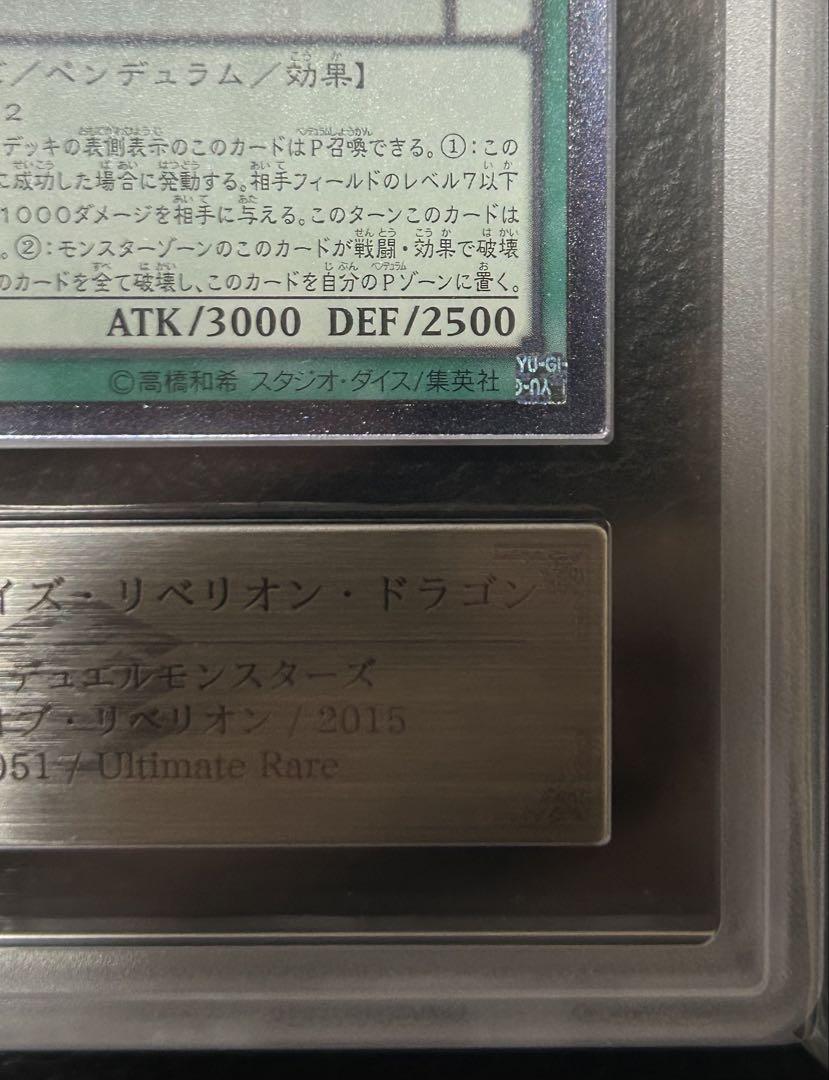 ／ペンデュラム／効果】
2
デッキの表側表示のこのカードはP召喚できる。①：この
に成功した場合に発動する。相手フィールドのレベル7以下
1000ダメージを相手に与える。このターンこのカードは
。②：モンスターゾーンのこのカードが戦闘・効果で破壊
のカードを全て破壊し、このカードを自分のPゾーンに置く。
ATK/3000 DEF/2500
©高橋和希 スタジオ・ダイス/集英社
YU-GI-
イズ・リベリオン・ドラゴン
デュエルモンスターズ
オブ・リベリオン / 2015
051 / Ultimate Rare